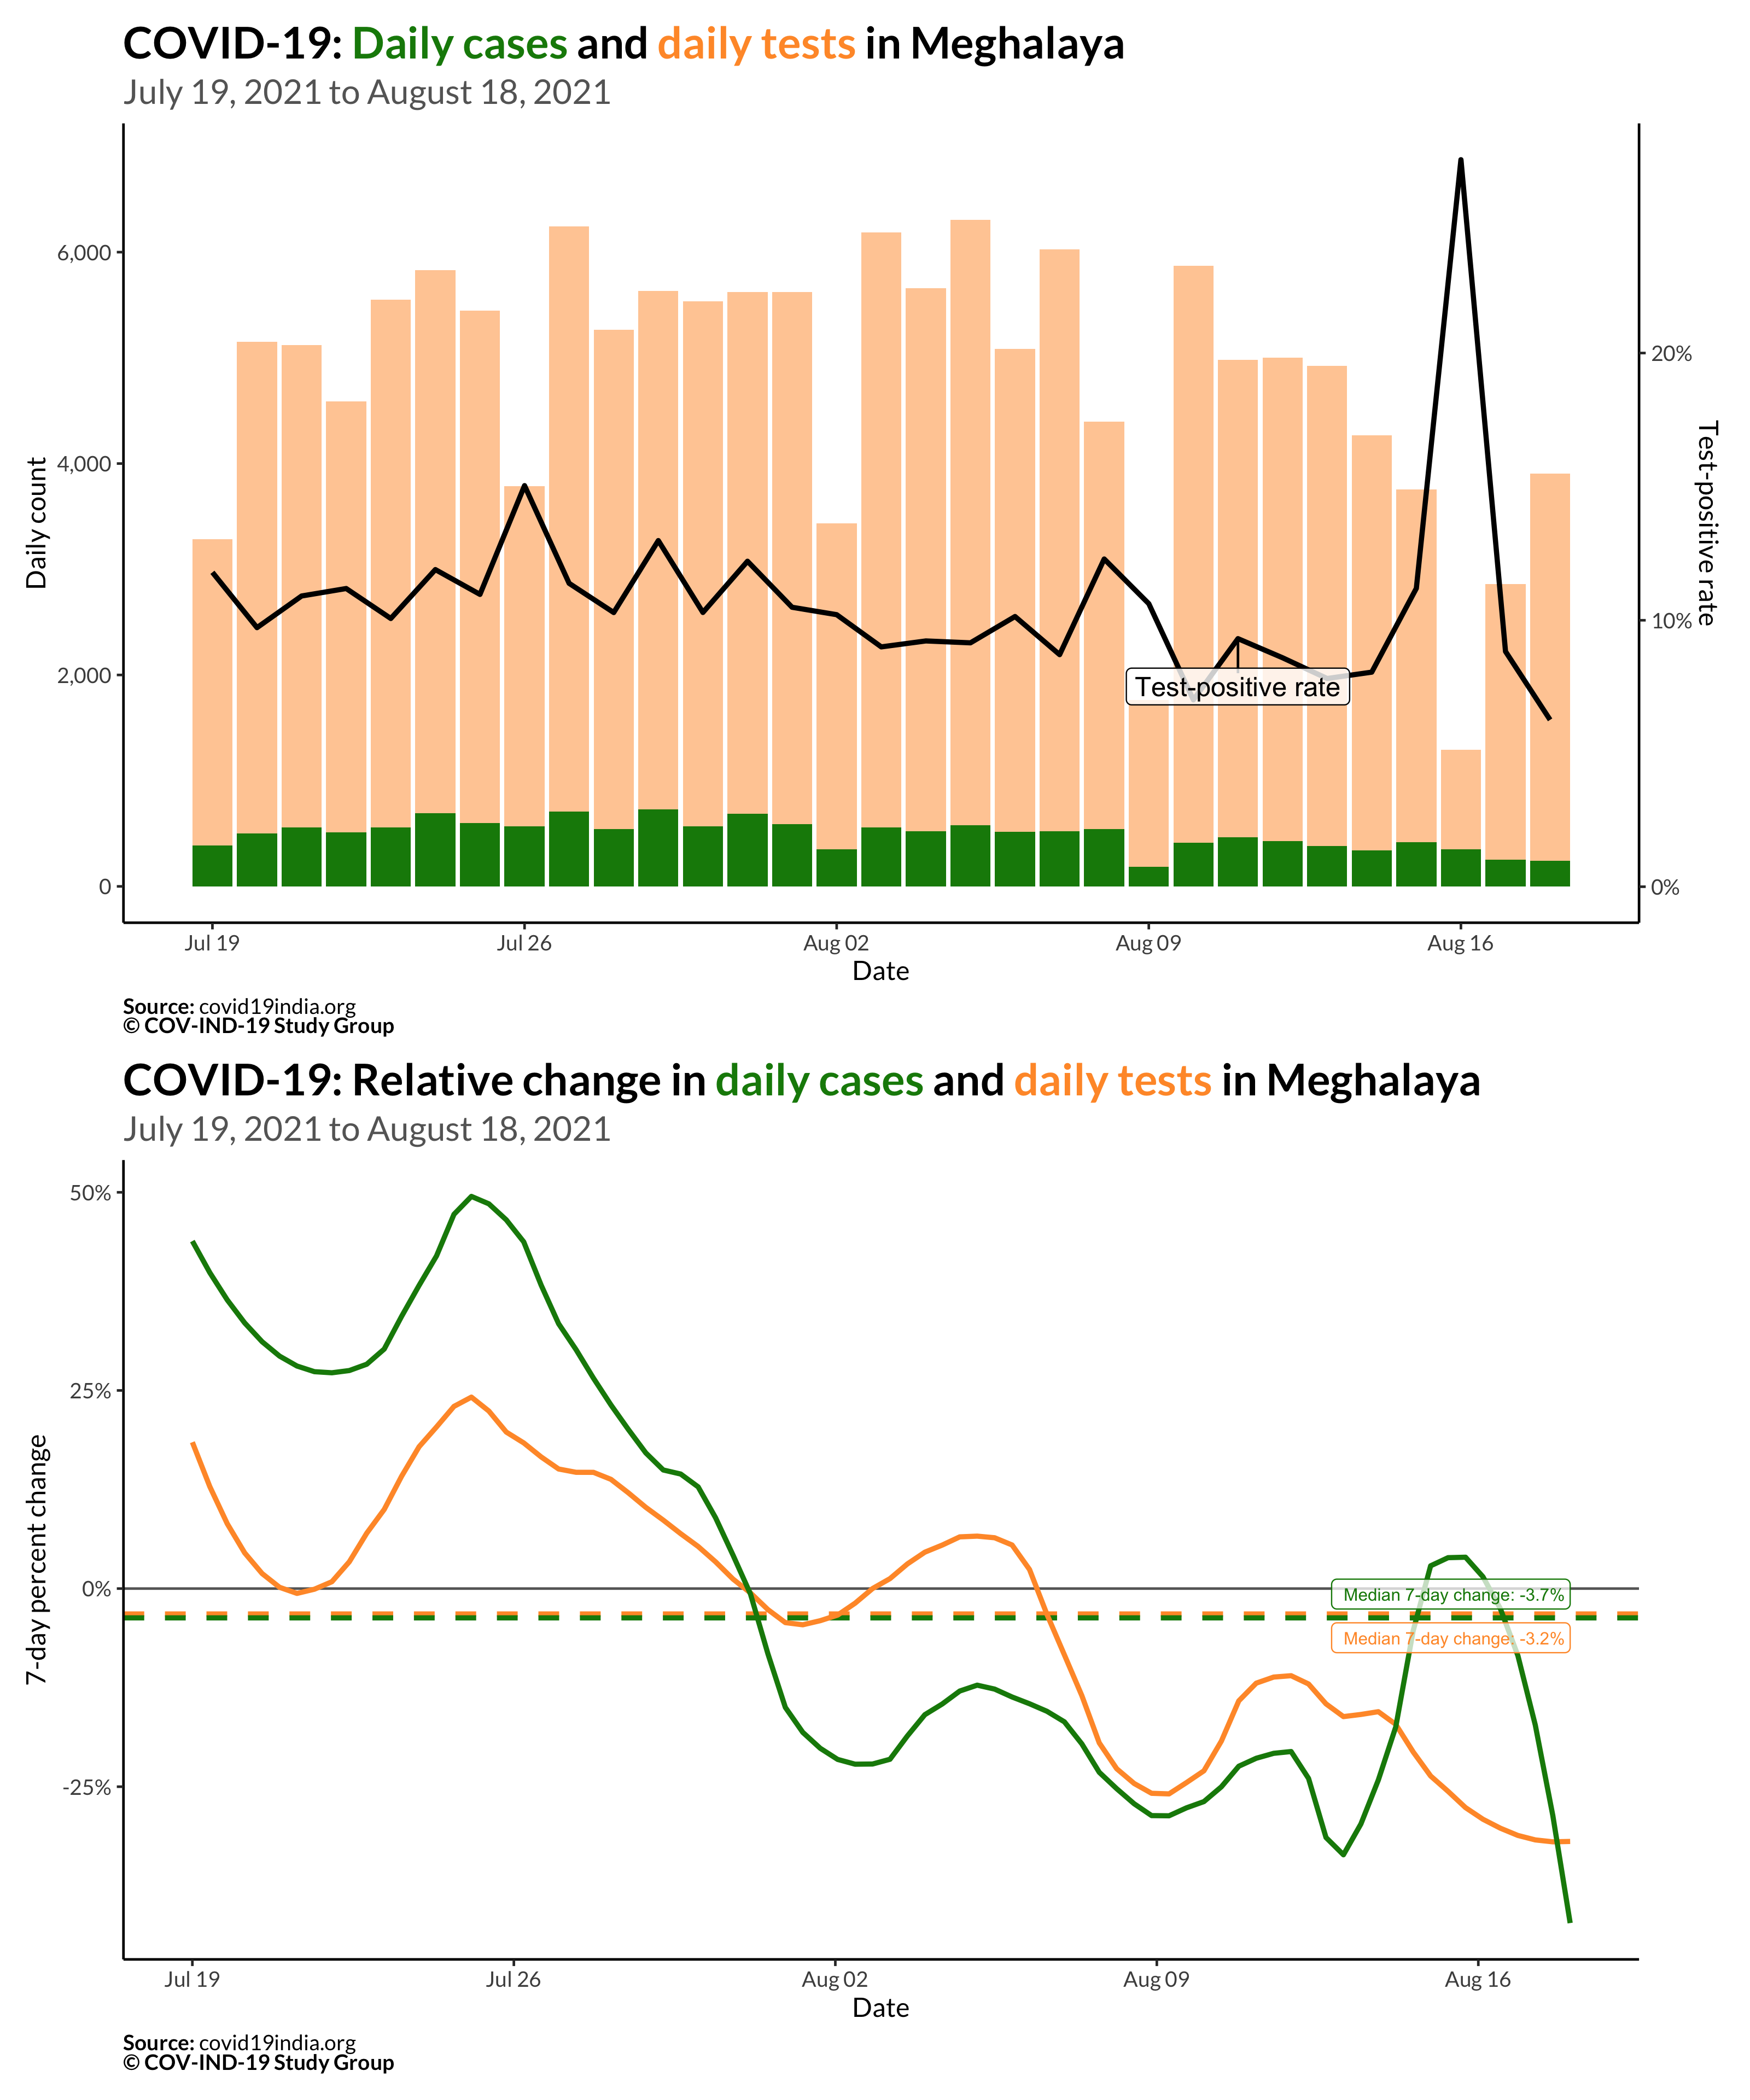 COVID-19: Daily cases and daily tests in Meghalaya
July 19, 2021 to August 18, 2021
6,000
4,000
2,000
0
Daily count
20%
10%
0%
Test-positive rate
Test-positive rate
Jul 19
Jul 26
Aug 02
Aug 09
Aug 16
Date
Source: covid19india.org
© COV-IND-19 Study Group
COVID-19: Relative change in daily cases and daily tests in Meghalaya
July 19, 2021 to August 18, 2021
50%
25%
0%
-25%
7-day percent change
Median 7-day change: -3.7%
Median 7-day change: -3.2%
Jul 19
Jul 26
Aug 02
Aug 09
Aug 16
Date
Source: covid19india.org
© COV-IND-19 Study Group